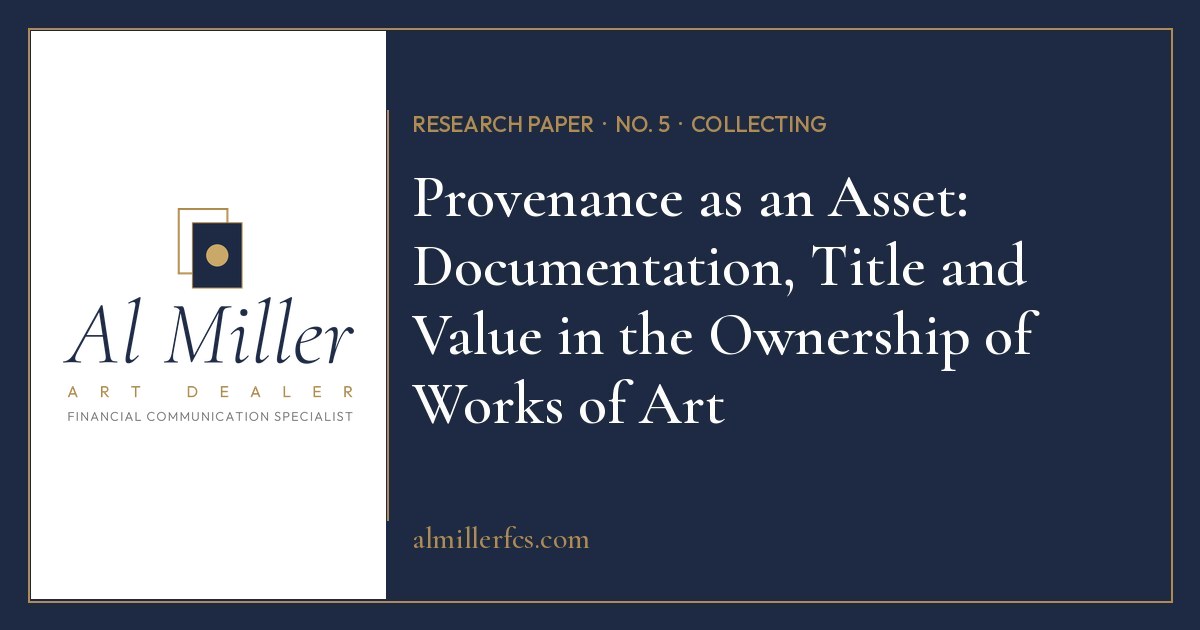 Al Miller
ART DEALER
FINANCIAL COMMUNICATION SPECIALIST
RESEARCH PAPER · NO. 5 · COLLECTING
Provenance as an Asset:
Documentation, Title and
Value in the Ownership of
Works of Art
almillerfcs.com